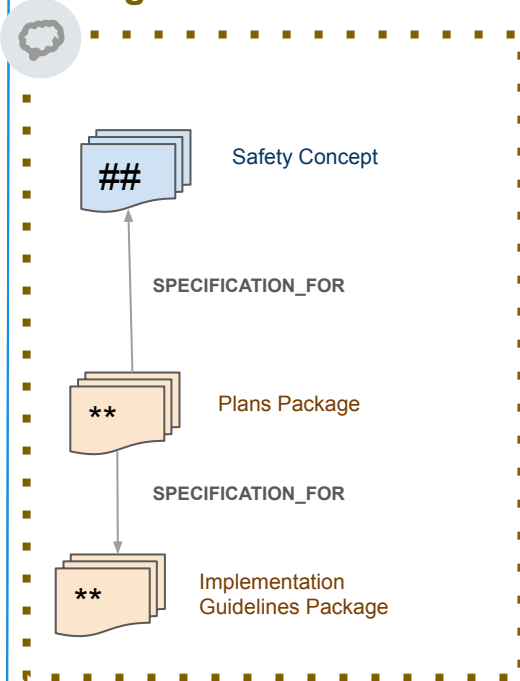 ##
Safety Concept
SPECIFICATION_FOR
**
Plans Package
SPECIFICATION_FOR
**
Implementation
Guidelines Package